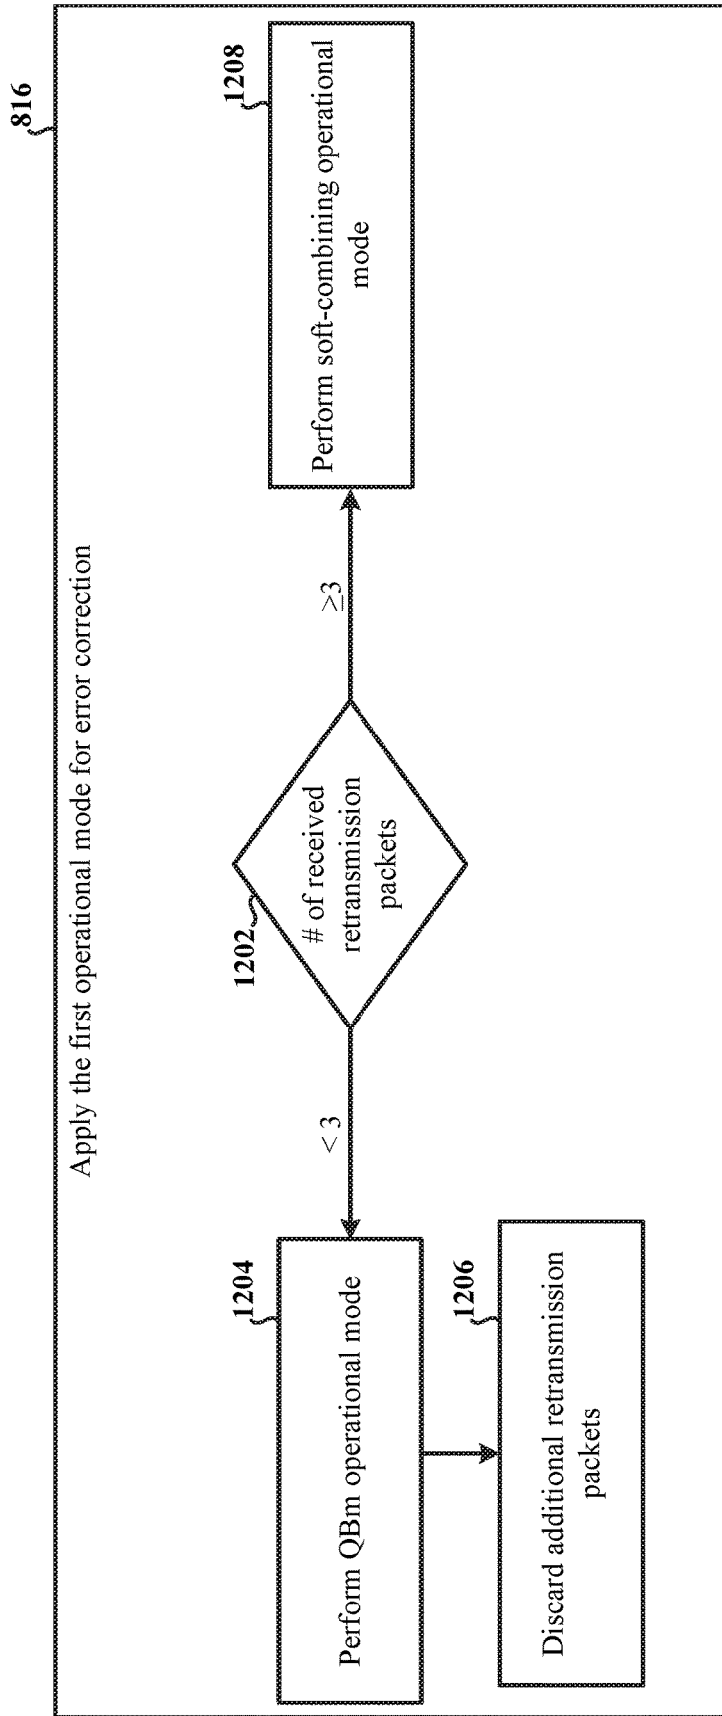 816
Apply the first operational mode for error correction
1202
# of received
retransmission
packets
< 3
≥3
1204
Perform QBm operational mode
1206
Discard additional retransmission
packets
1208
Perform soft-combining operational
mode